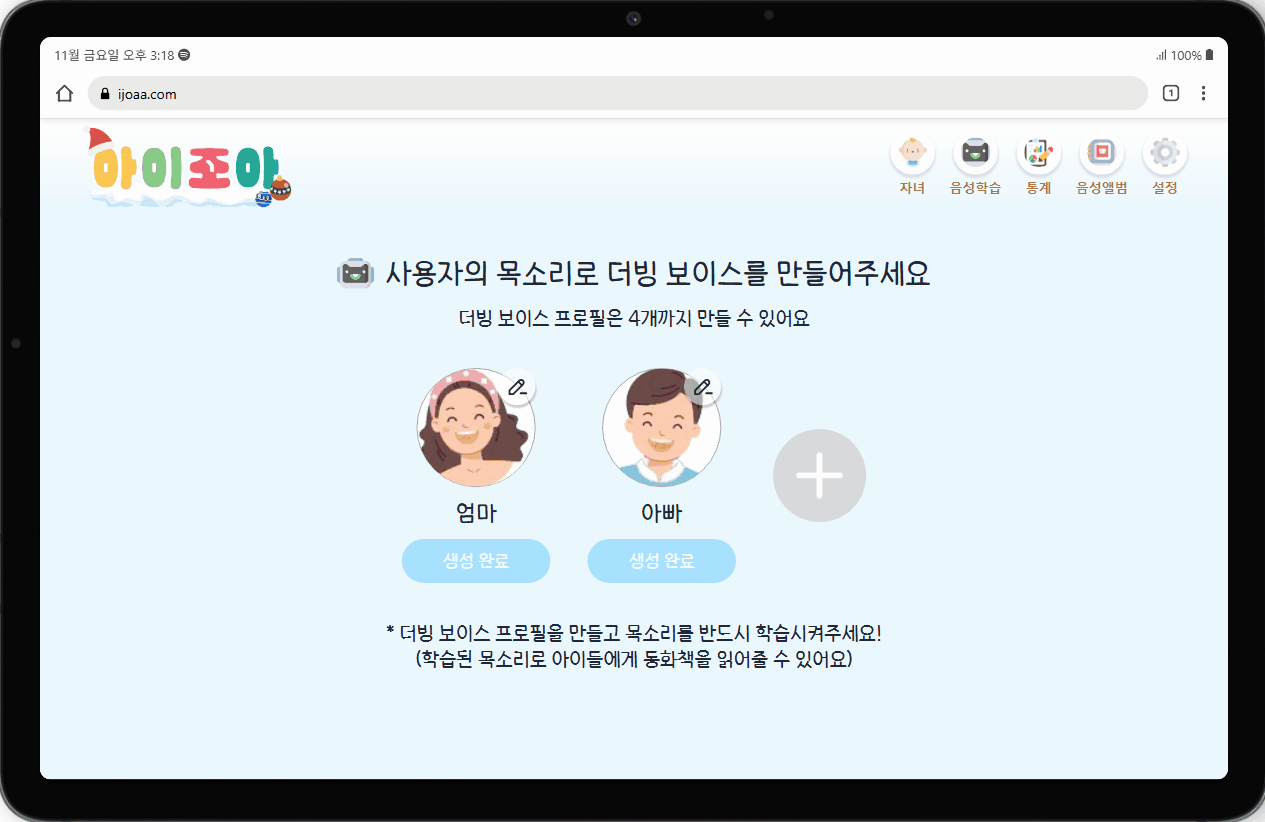 11월 금요일 오후 3:18
100%
ijoaa.com
1
아이조아
자녀
음성학습
통계
음성앨범
설정
사용자의 목소리로 더빙 보이스를 만들어주세요
더빙 보이스 프로필은 4개까지 만들 수 있어요
엄마
아빠
생성 완료
생성 완료
* 더빙 보이스 프로필을 만들고 목소리를 반드시 학습시켜주세요!
(학습된 목소리로 아이들에게 동화책을 읽어줄 수 있어요)